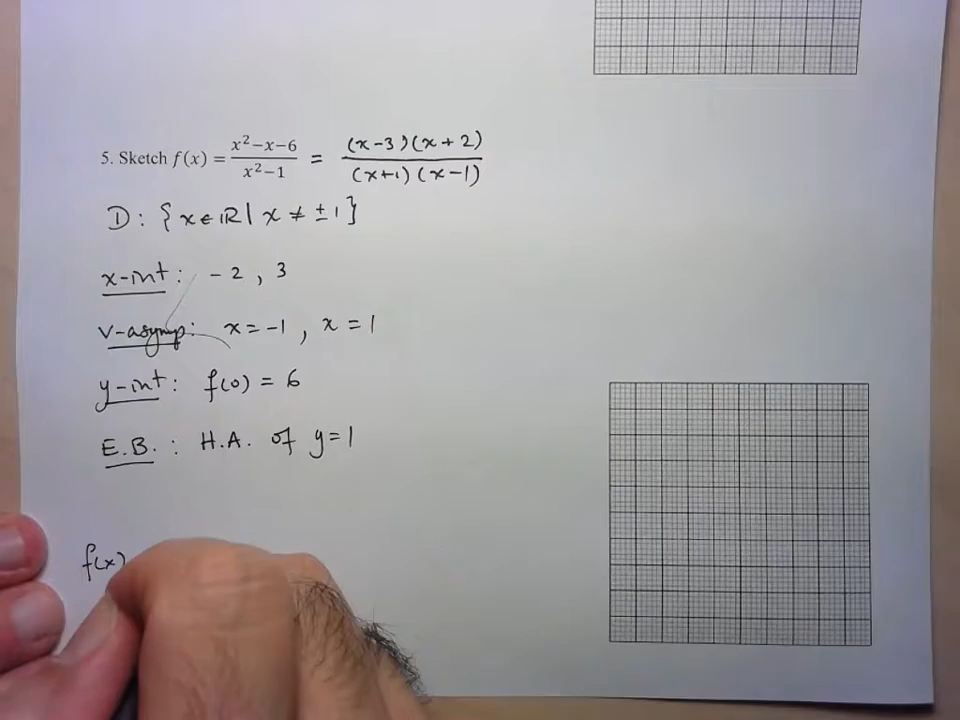 5. Sketch f(x) = x²−x−6 / x²−1 = (x-3)(x+2) / (x+1)(x-1)
D: {x∈ℝ | x ≠ ±1}
x-int: -2, 3
v-asymp: x=-1, x=1
y-int: f(0) = 6
E.B.: H.A. of y=1
f(x)